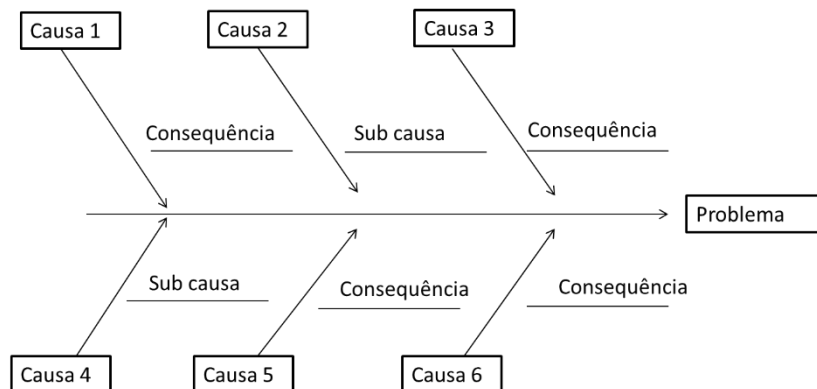 Causa 1
Causa 2
Causa 3
Consequência
Sub causa
Consequência
Problema
Sub causa
Consequência
Consequência
Causa 4
Causa 5
Causa 6